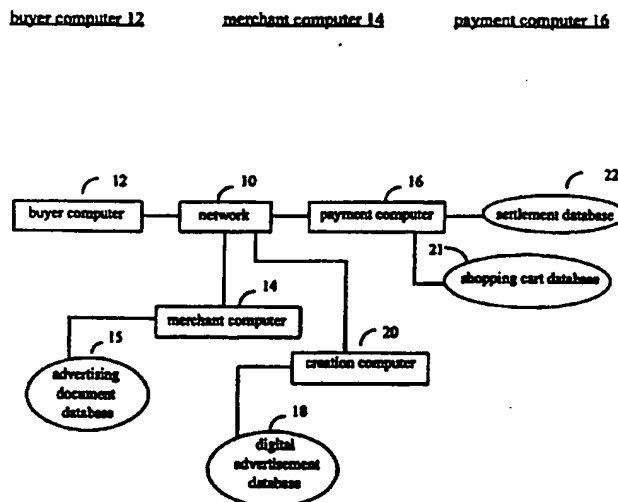 buyer computer 12 merchant computer 14 payment computer 16
12 10 16 22
buyer computer network payment computer settlement database
21
shopping cart database
14
merchant computer
15
20
advertising
document
database
creation computer
18
digital
advertisement
database